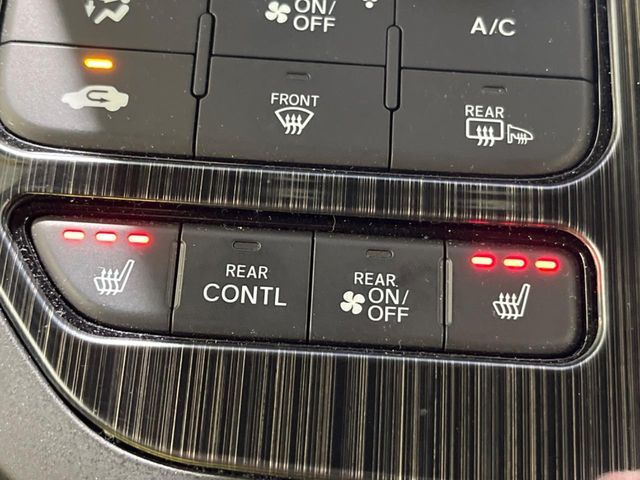 ON/
OFF
A/C
FRONT
REAR
REAR
CONTL
REAR
ON/
OFF